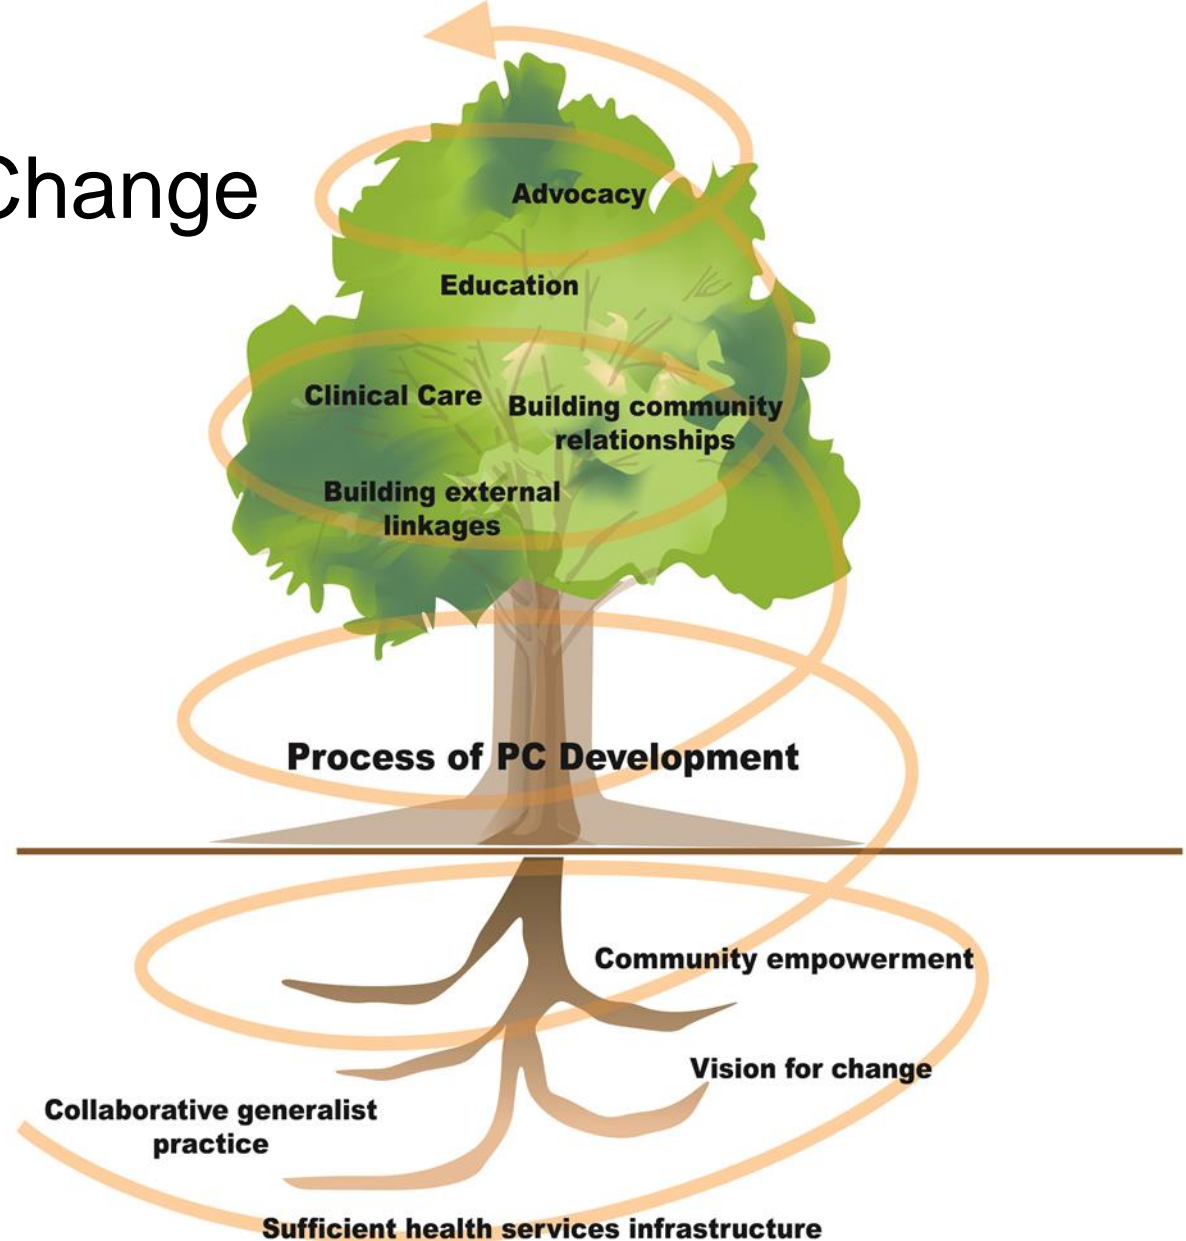 Change
Advocacy
Education
Clinical Care
Building community
relationships
Building external
linkages
Process of PC Development
Community empowerment
Vision for change
Collaborative generalist
practice
Sufficient health services infrastructure